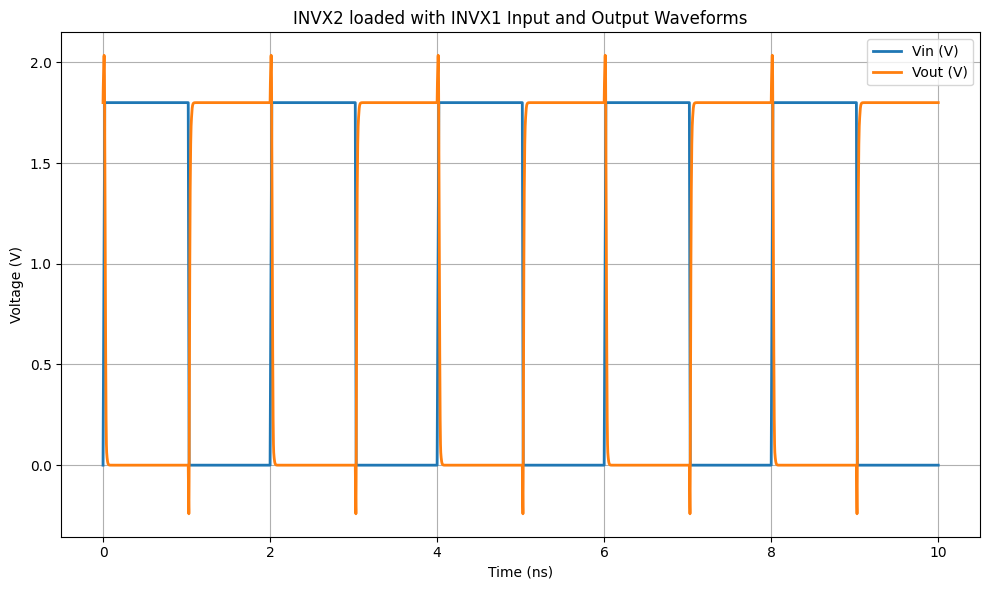 INVX2 loaded with INVX1 Input and Output Waveforms
Vin (V)
Vout (V)
Voltage (V)
2.0
1.5
1.0
0.5
0.0
0 2 4 6 8 10
Time (ns)